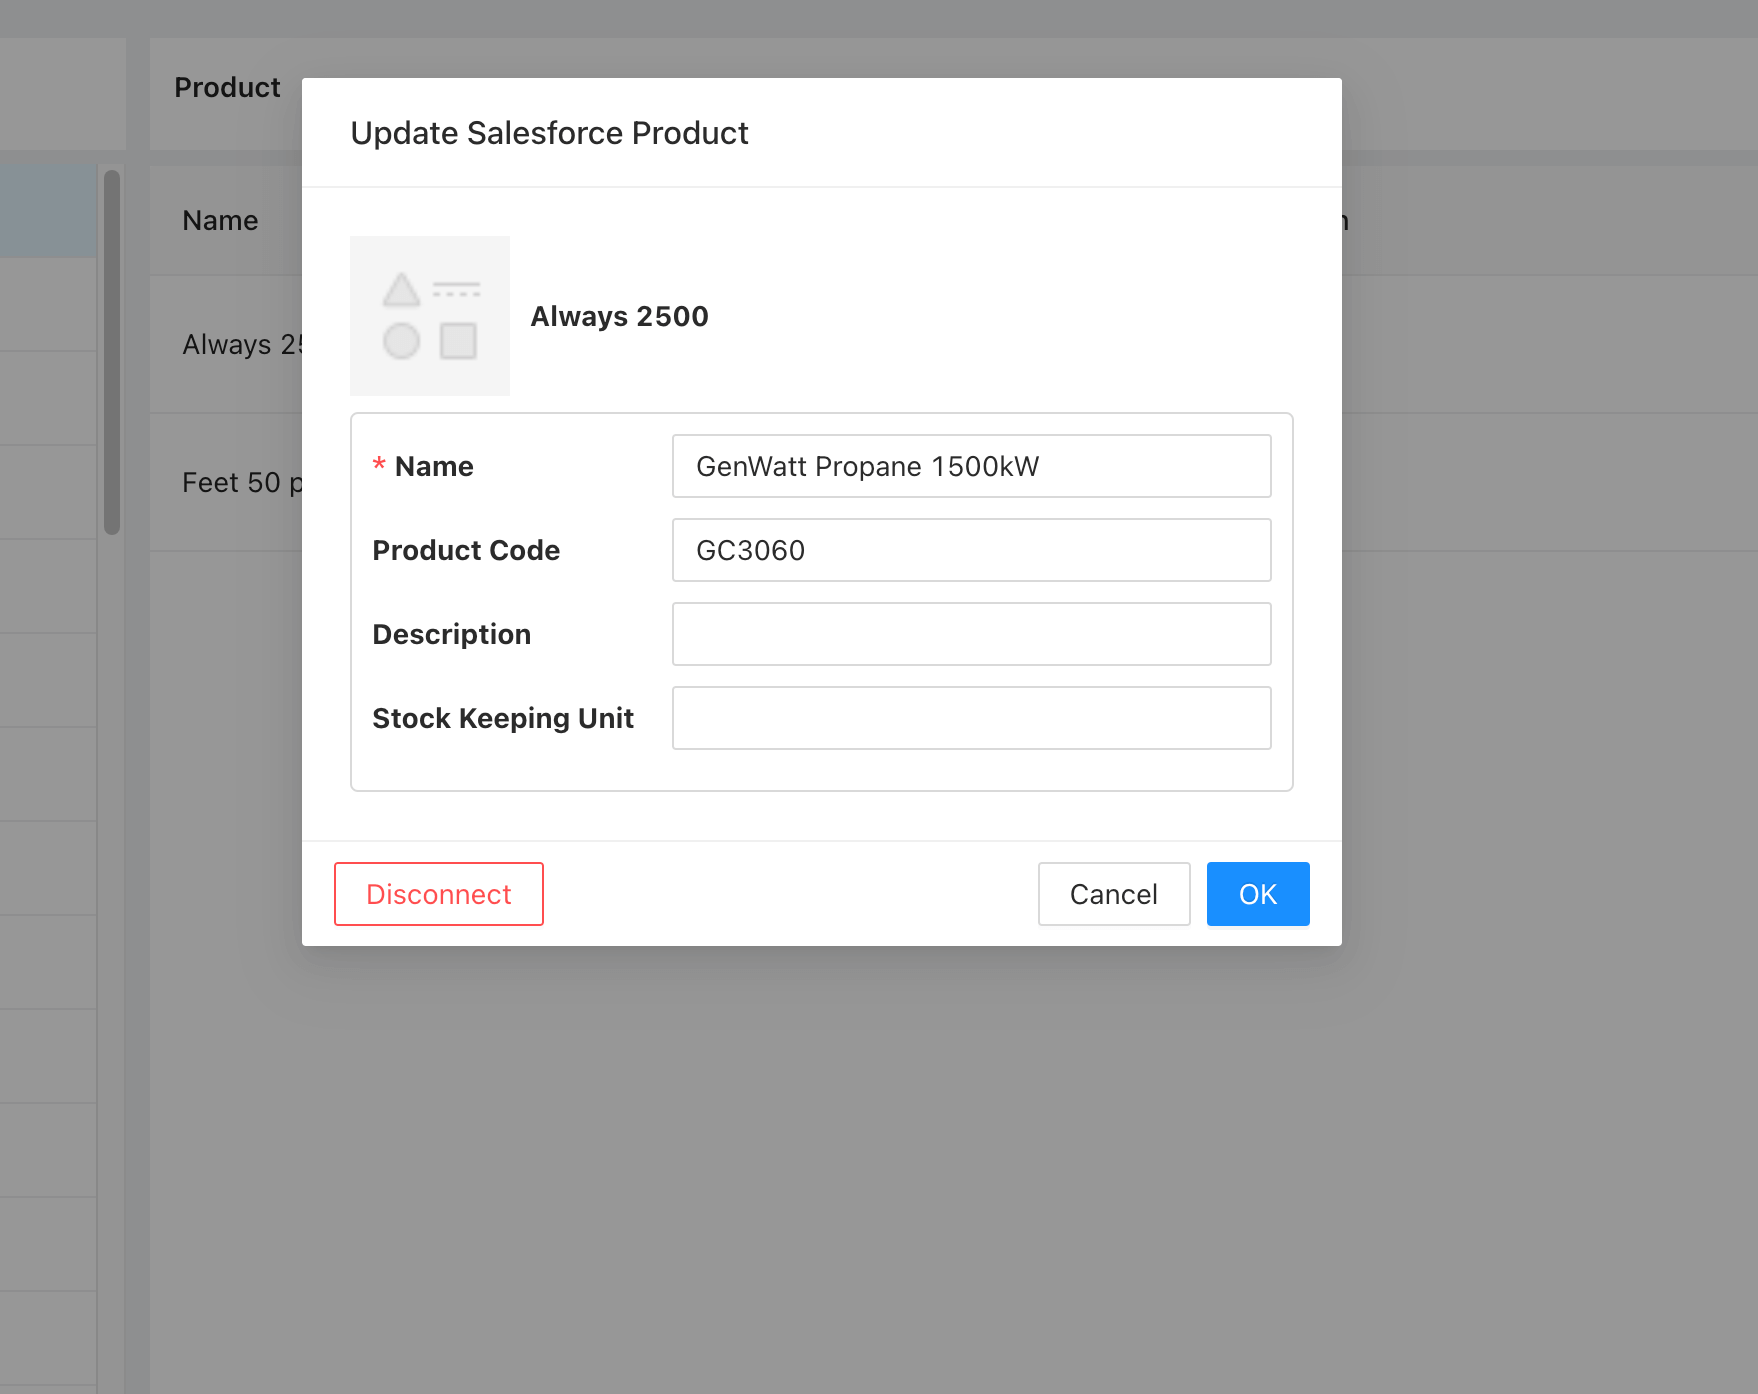 Product
Update Salesforce Product
Name
Always 2500
Always
Feet 50
* Name
GenWatt Propane 1500kW
Product Code
GC3060
Description
Stock Keeping Unit
Disconnect
Cancel
OK